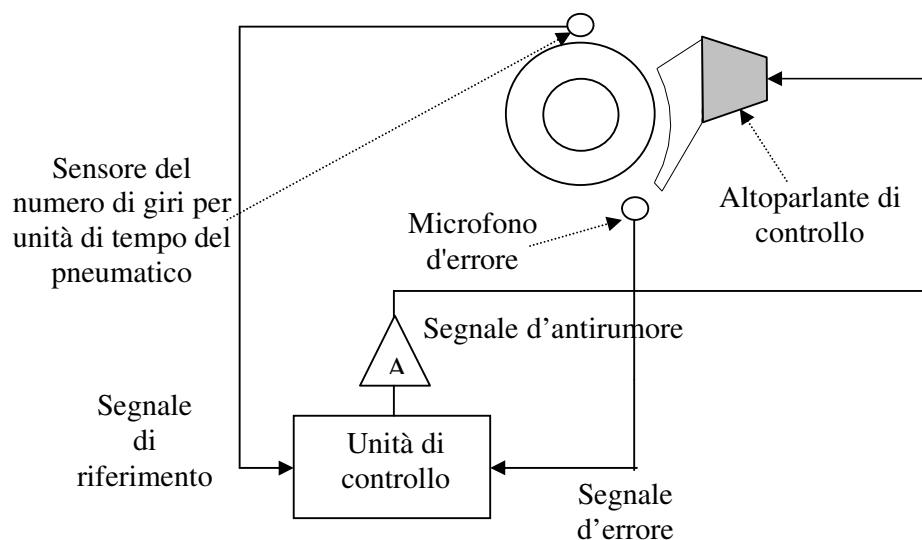 Sensore del
numero di giri per
unità di tempo del
pneumatico
Microfono
d'errore
Altoparlante di
controllo
Segnale d’antirumore
A
Segnale
di
riferimento
Unità di
controllo
Segnale
d’errore